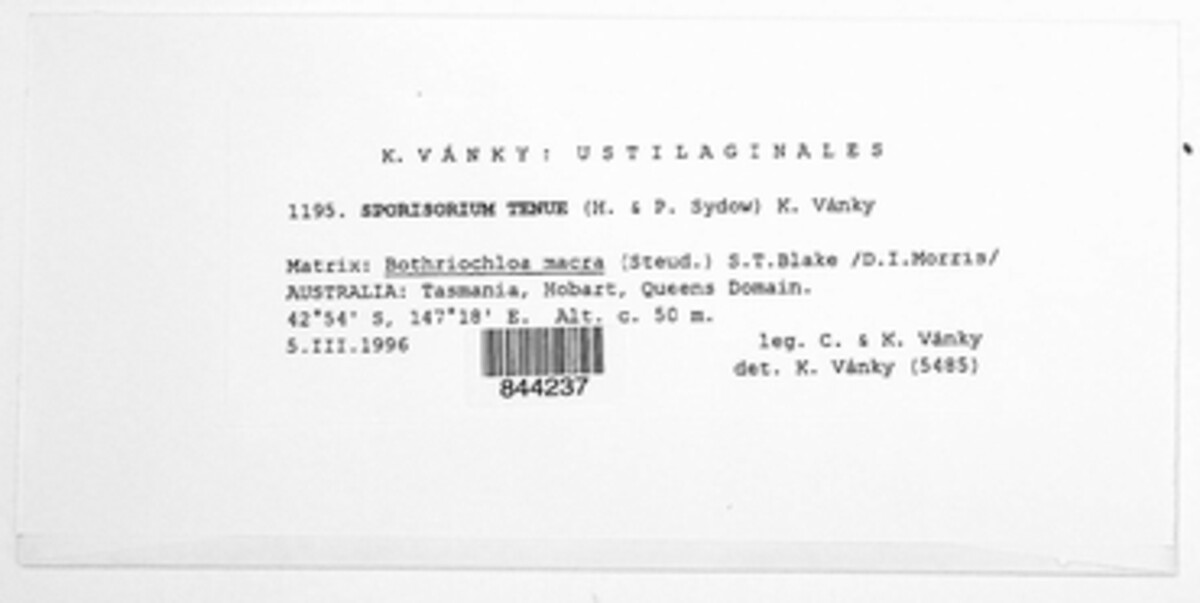 K. VÁNKY: USTILAGINALES
1195. SPORISORIUM TENUE (H. & P. Sydow) K. Vánky
Matrix: Bothriochloa macra (Steud.) S.T.Blake /D.I.Morris/
AUSTRALIA: Tasmania, Hobart, Queens Domain.
42°54' S, 147°18' E. Alt. c. 50 m.
5.III.1996
leg. C. & K. Vánky
det. K. Vánky (5485)
844237